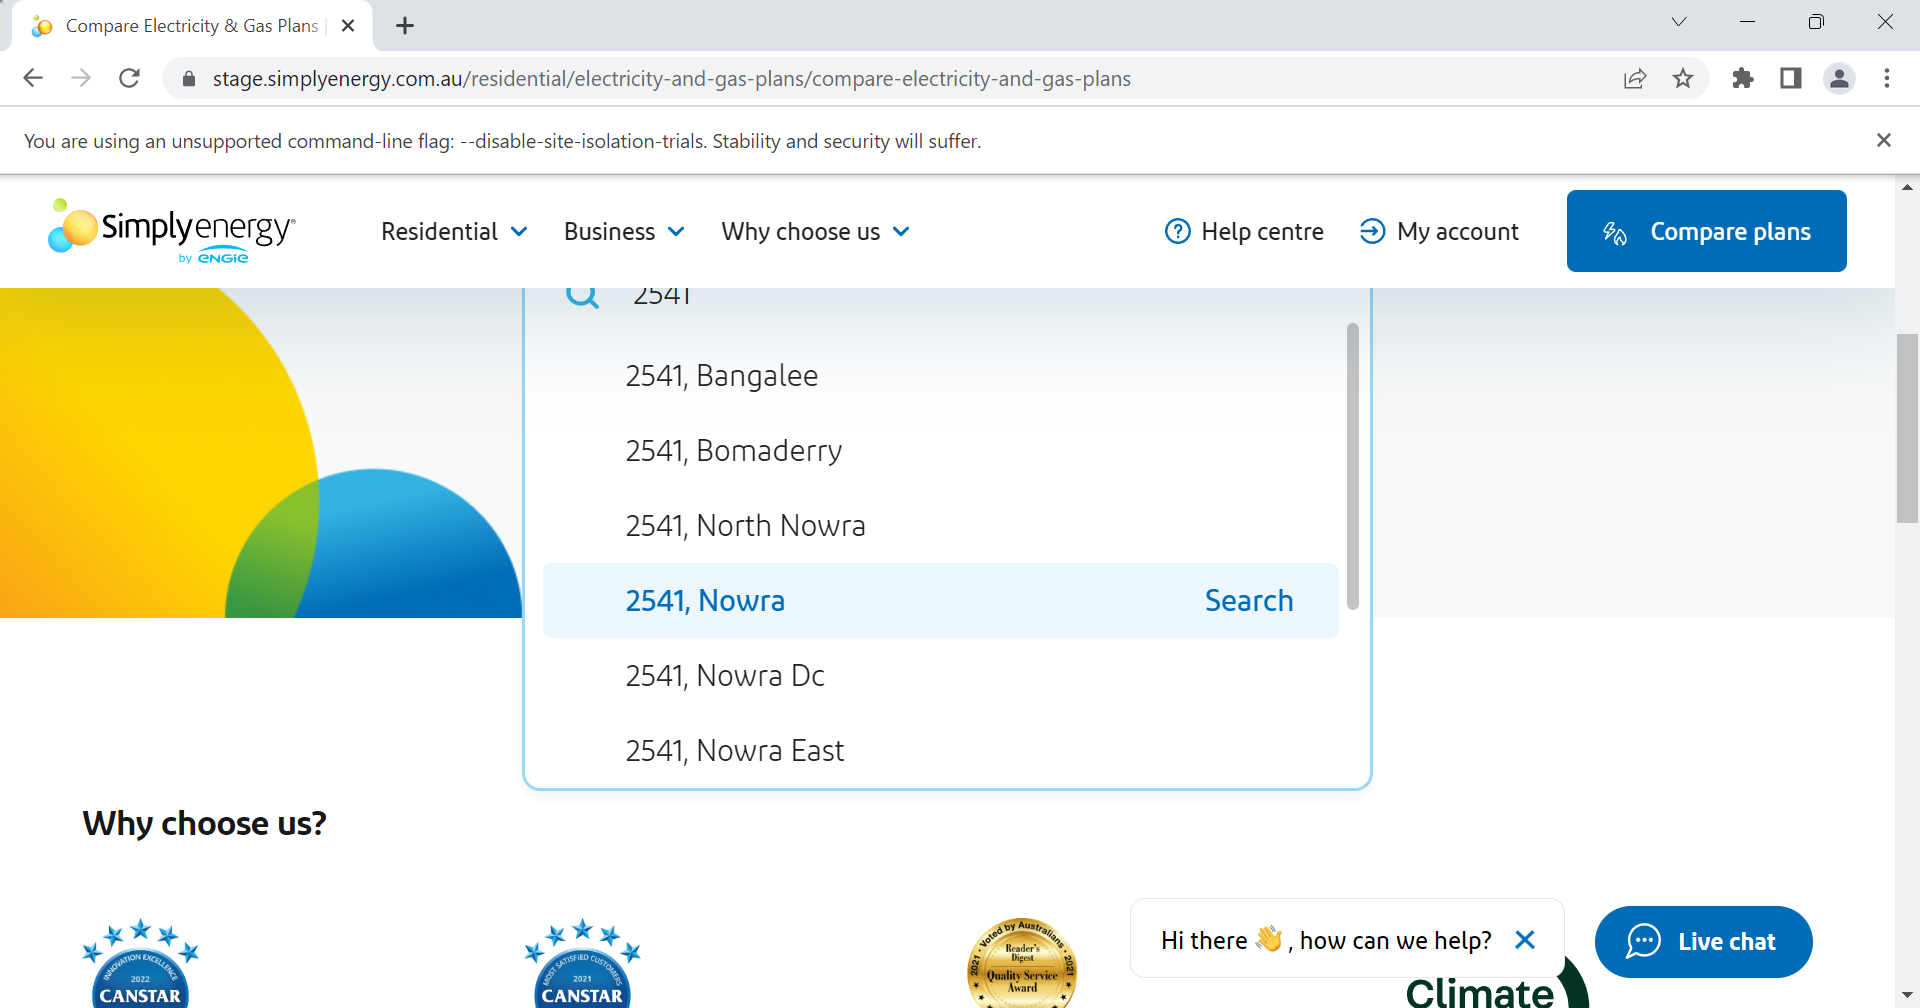 Compare Electricity & Gas Plans
stage.simplyenergy.com.au/residential/electricity-and-gas-plans/compare-electricity-and-gas-plans
You are using an unsupported command-line flag: --disable-site-isolation-trials. Stability and security will suffer.
Simply energy
by ENGIE
Residential
Business
Why choose us
Help centre
My account
Compare plans
2541
2541, Bangalee
2541, Bomaderry
2541, North Nowra
2541, Nowra Search
2541, Nowra Dc
2541, Nowra East
Why choose us?
INNOVATION EXCELLENCE
2022
CANSTAR
MOST SATISFIED CUSTOMERS
2021
CANSTAR
Voted by Australians
2021
2021
Reader's
Digest
Quality Service
Award
Hi there 👋 , how can we help?
Live chat
Climate